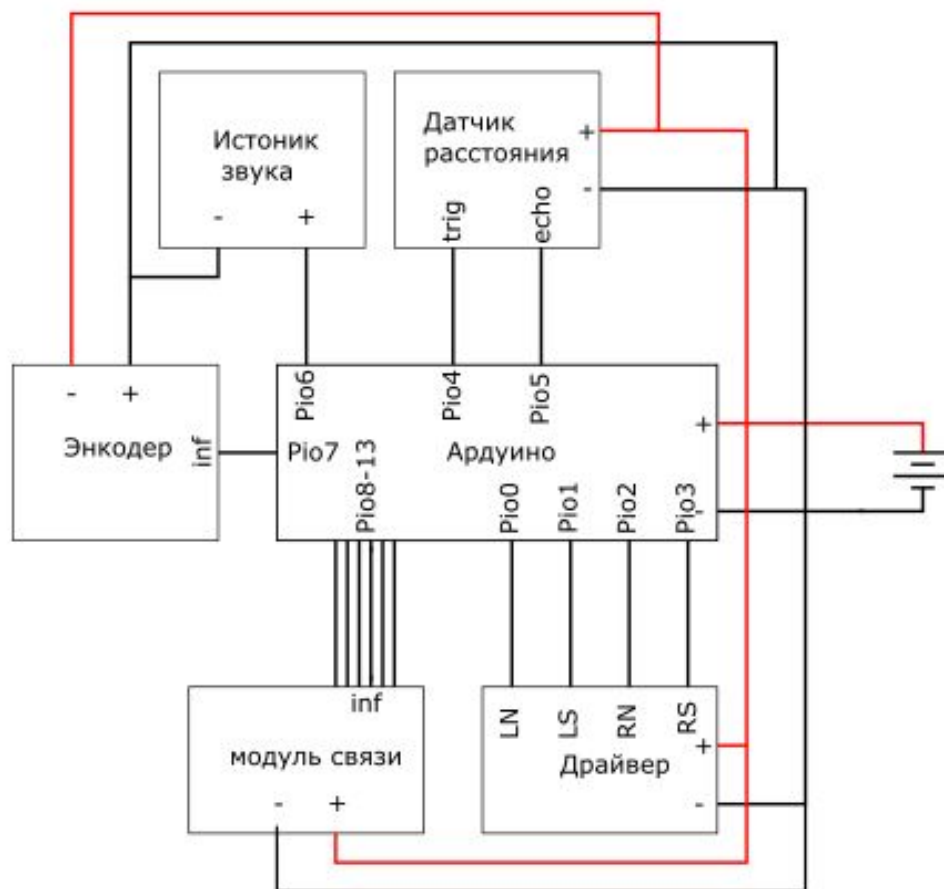 Истоник
звука
- +
Датчик
расстояния
+
-
trig
echo
- +
Энкодер
inf
Pio6
Pio4
Pio5
+
Pio7
Ардуино
Pio8-13
Pio0
Pio1
Pio2
Pio3
-
inf
модуль связи
- +
LN
LS
RN
RS
+
Драйвер
-